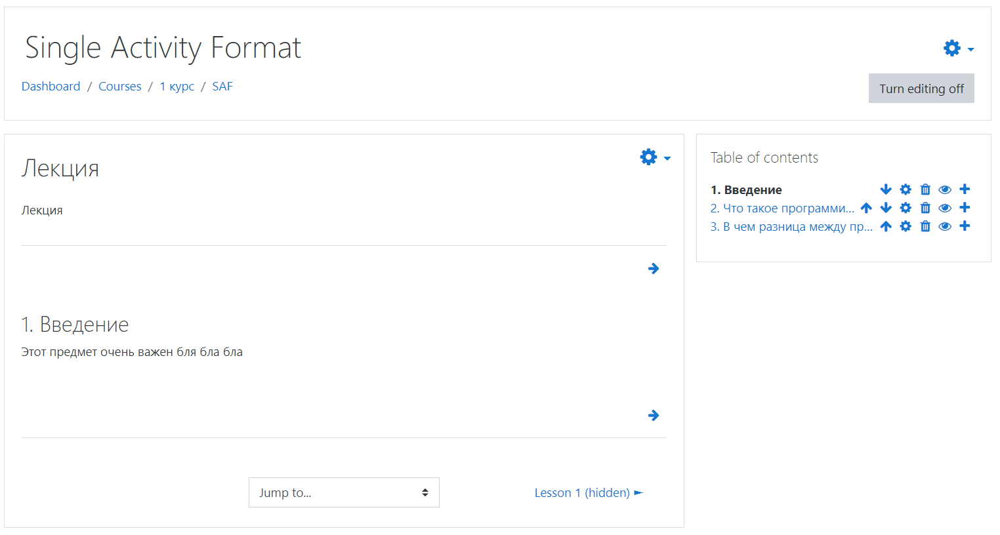 Single Activity Format
Dashboard / Courses / 1 курс / SAF
Turn editing off
Лекция
Лекция
1. Введение
Этот предмет очень важен бля бла бла
Jump to...
Lesson 1 (hidden) ►
Table of contents
1. Введение
2. Что такое программи...
3. В чем разница между пр...